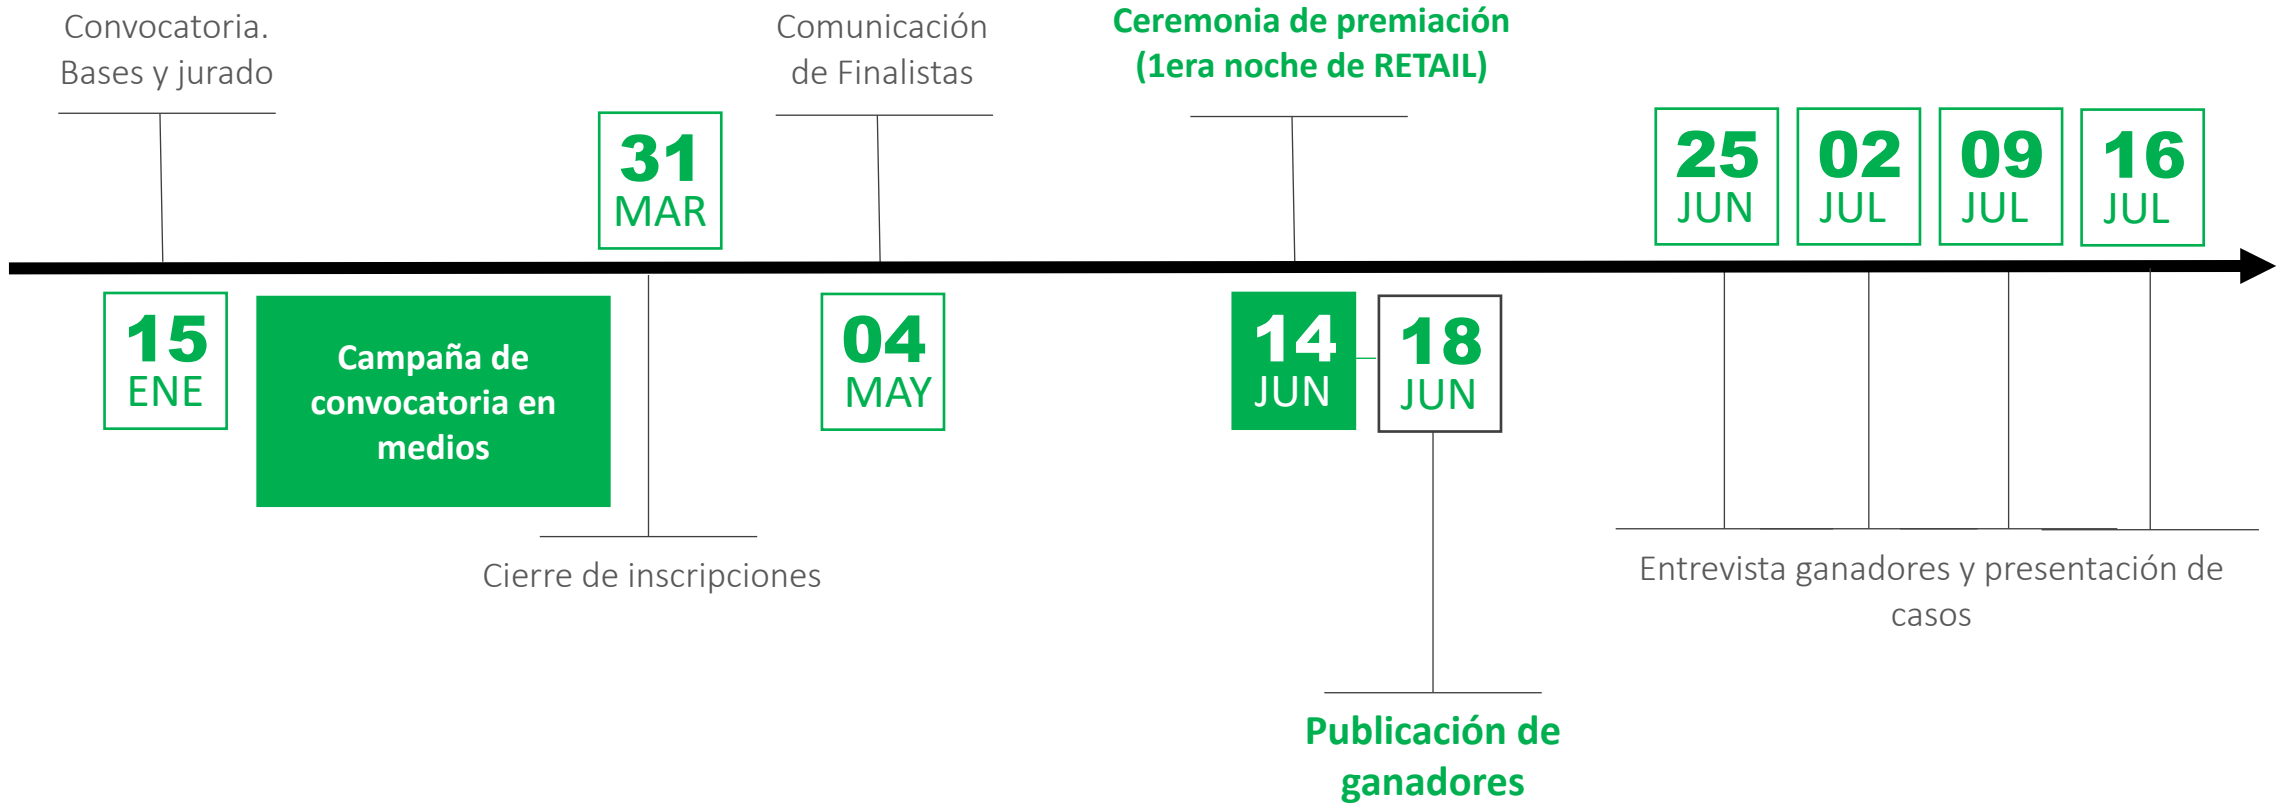 Convocatoria.
Bases y jurado
15
ENE
Campaña de
convocatoria en
medios
31
MAR
Cierre de inscripciones
Comunicación
de Finalistas
04
MAY
Ceremonia de premiación
(1era noche de RETAIL)
14
JUN
18
JUN
Publicación de
ganadores
25
JUN
02
JUL
09
JUL
16
JUL
Entrevista ganadores y presentación de
casos